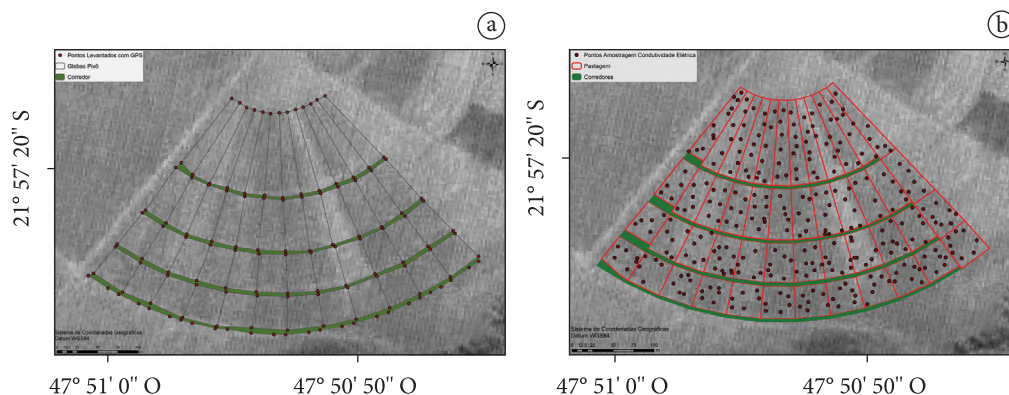 a
Pontos Levantados com GPS
Glebas Pivô
Corredor
21° 57' 20" S
Sistema de Coordenadas Geográficas
Datum WGS84
47° 51' 0" O
47° 50' 50" O
b
Pontos Amostragem Condutividade Elétrica
Pastagem
Corredores
21° 57' 20" S
Sistema de Coordenadas Geográficas
Datum WGS84
47° 51' 0" O
47° 50' 50" O